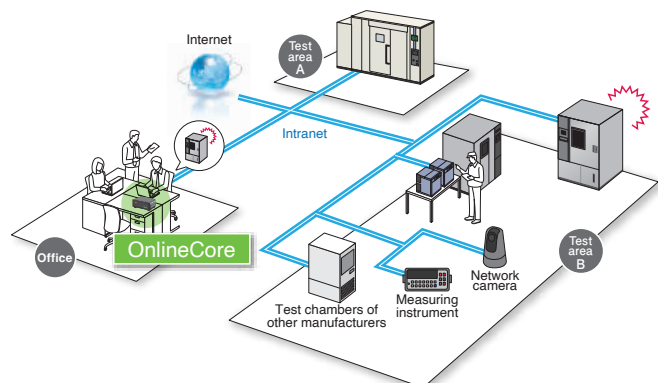 Internet
Test
area
A
Intranet
Office
OnlineCore
Test chambers of
other manufacturers
Measuring
instrument
Network
camera
Test
area
B